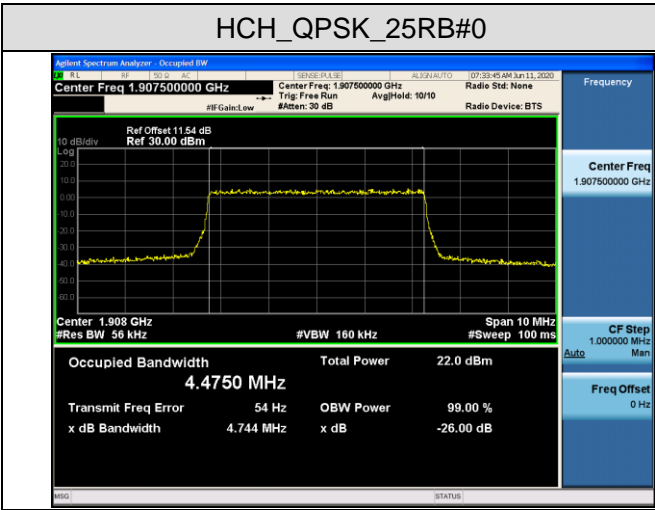 HCH_QPSK_25RB#0
Agilent Spectrum Analyzer - Occupied BW
RL RF 50 Ω AC SENSE:PULSE ALIGN AUTO 07:33:45 AM Jun 11, 2020
Center Freq 1.907500000 GHz Center Freq: 1.907500000 GHz Radio Std: None Frequency
Trig: Free Run Avg|Hold: 10/10
#IFGain:Low #Atten: 30 dB Radio Device: BTS
Ref Offset 11.54 dB
10 dB/div Ref 30.00 dBm
Log
20.0
10.0
0.00
-10.0
-20.0
-30.0
-40.0
-50.0
-60.0
Center Freq
1.907500000 GHz
Center 1.908 GHz Span 10 MHz
#Res BW 56 kHz #VBW 160 kHz #Sweep 100 ms
CF Step
1.000000 MHz
Auto Man
Occupied Bandwidth Total Power 22.0 dBm
4.4750 MHz
Freq Offset
0 Hz
Transmit Freq Error 54 Hz OBW Power 99.00 %
x dB Bandwidth 4.744 MHz x dB -26.00 dB
MSG STATUS